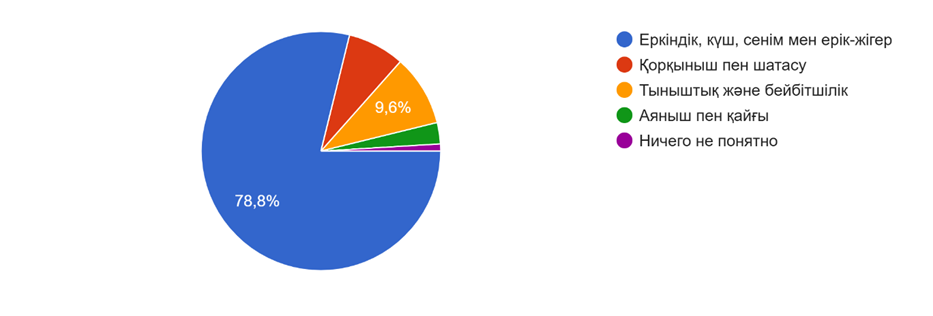 Еркіндік, күш, сенім мен ерік-жігер
Қорқыныш пен шатасу
Тыныштық және бейбітшілік
Аяныш пен қайғы
Ничего не понятно
9,6%
78,8%